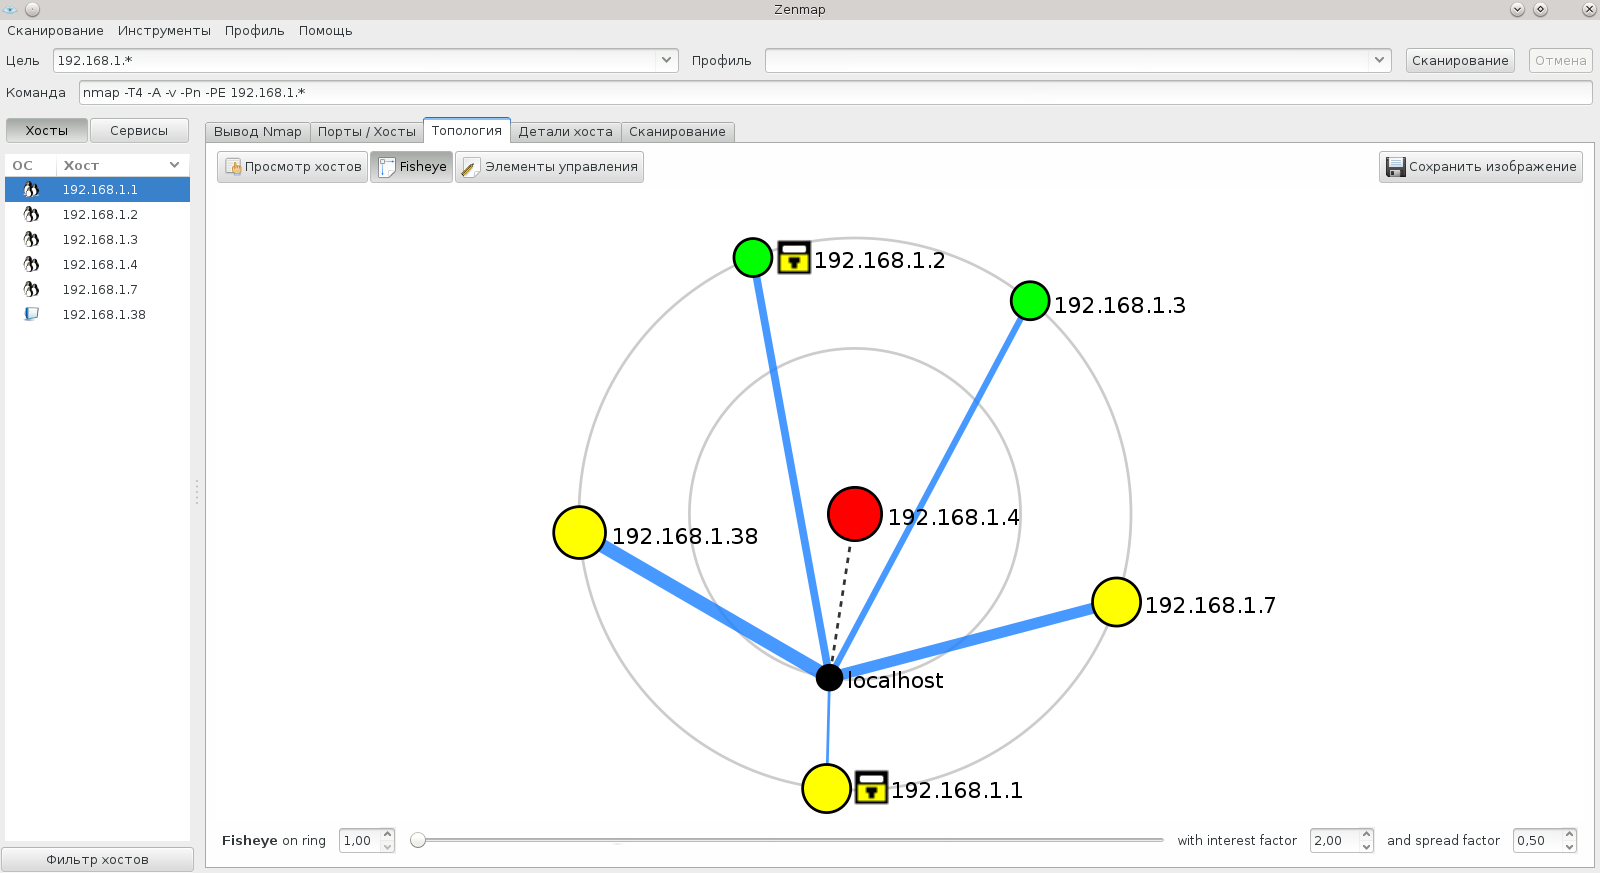 Zenmap
Сканирование Инструменты Профиль Помощь
Цель 192.168.1.* Профиль Сканирование Отмена
Команда nmap -T4 -A -v -Pn -PE 192.168.1.*
Хосты Сервисы Вывод Nmap Порты / Хосты Топология Детали хоста Сканирование
ОС Хост Просмотр хостов Fisheye Элементы управления Сохранить изображение
192.168.1.1
192.168.1.2
192.168.1.3
192.168.1.4
192.168.1.7
192.168.1.38
192.168.1.2
192.168.1.3
192.168.1.4
192.168.1.38
192.168.1.7
localhost
192.168.1.1
Fisheye on ring 1,00 with interest factor 2,00 and spread factor 0,50
Фильтр хостов